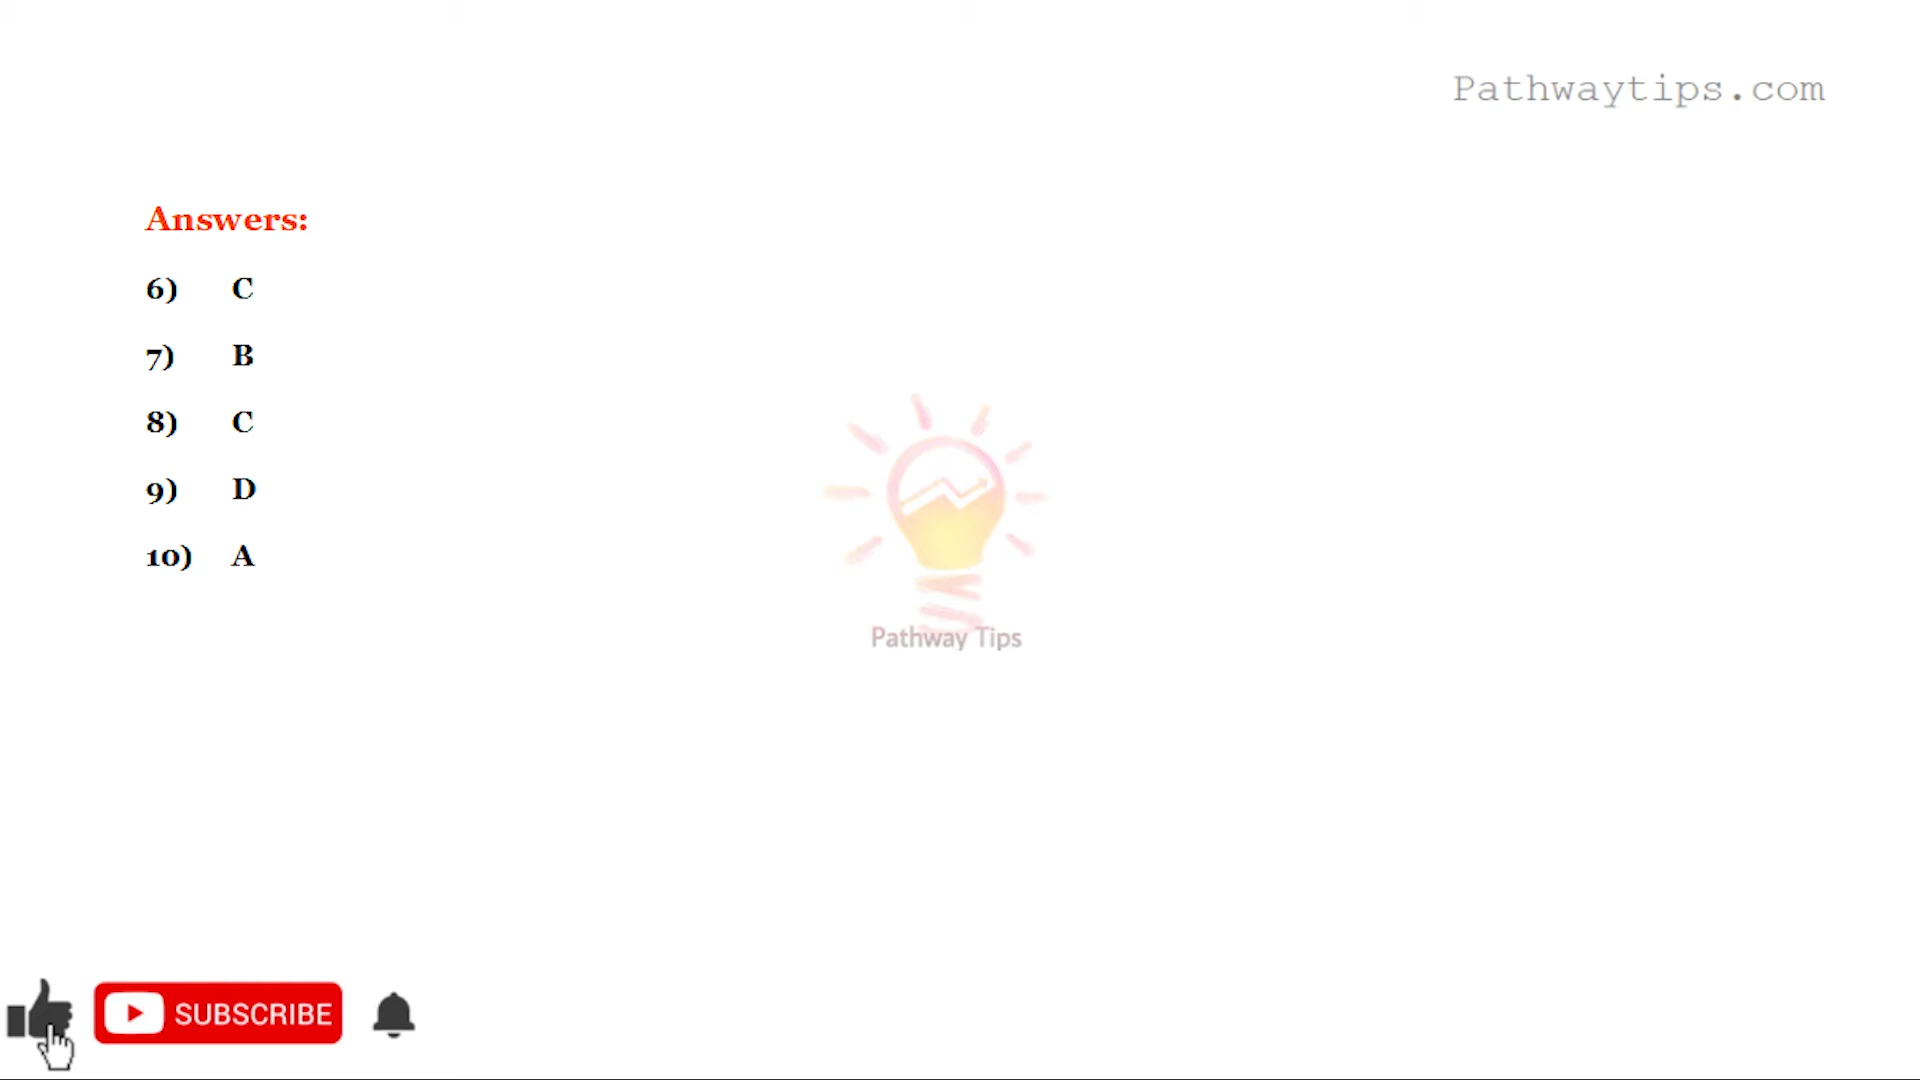 Pathwaytips.com
Answers:
6) C
7) B
8) C
9) D
10) A
Pathway Tips
SUBSCRIBE